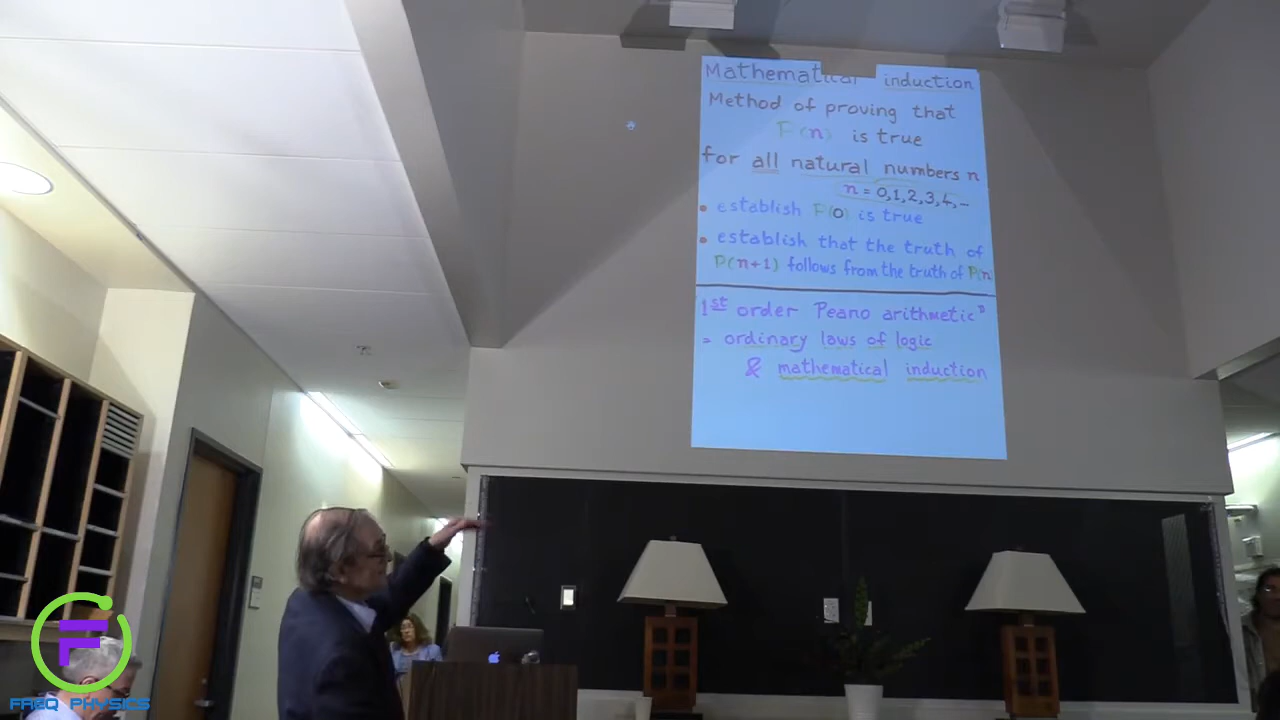 Mathematical induction
Method of proving that
P(n) is true
for all natural numbers n
n = 0,1,2,3,4,--
• establish P(0) is true
• establish that the truth of
P(n+1) follows from the truth of P(n
1st order Peano arithmetic"
= ordinary laws of logic
& mathematical induction
F
FREQ PHYSICS